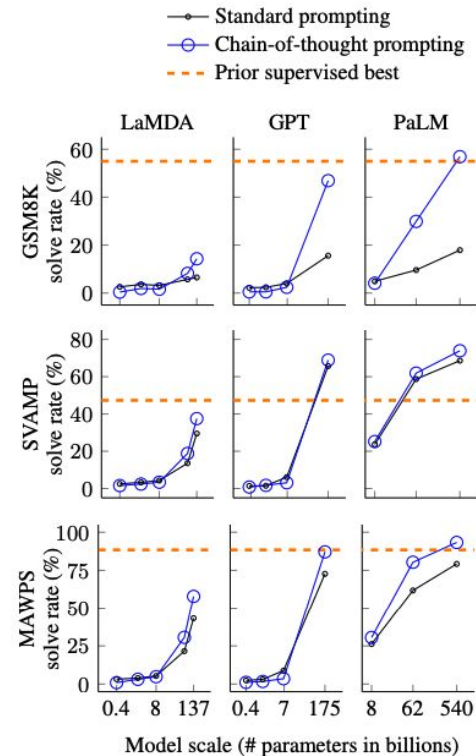 Standard prompting
Chain-of-thought prompting
Prior supervised best
LaMDA GPT PaLM
GSM8K
solve rate (%)
60
40
20
0
SVAMP
solve rate (%)
80
60
40
20
0
MAWPS
solve rate (%)
100
75
50
25
0
0.4 8 137 0.4 7 175 8 62 540
Model scale (# parameters in billions)